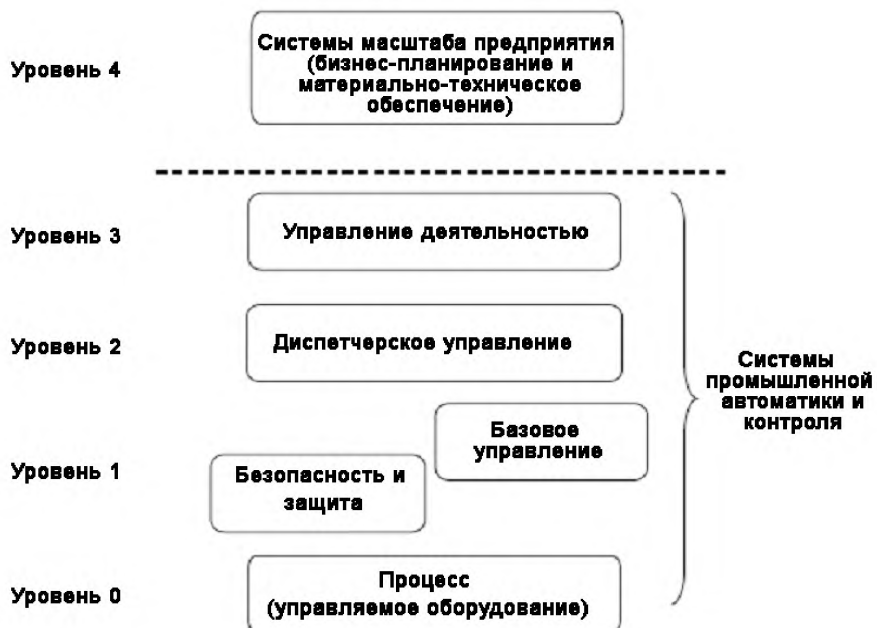 Уровень 4
Системы масштаба предприятия
(бизнес-планирование и
материально-техническое
обеспечение)
Уровень 3
Управление деятельностью
Уровень 2
Диспетчерское управление
Системы
промышленной
автоматики и
контроля
Уровень 1
Базовое
управление
Безопасность и
защита
Уровень 0
Процесс
(управляемое оборудование)